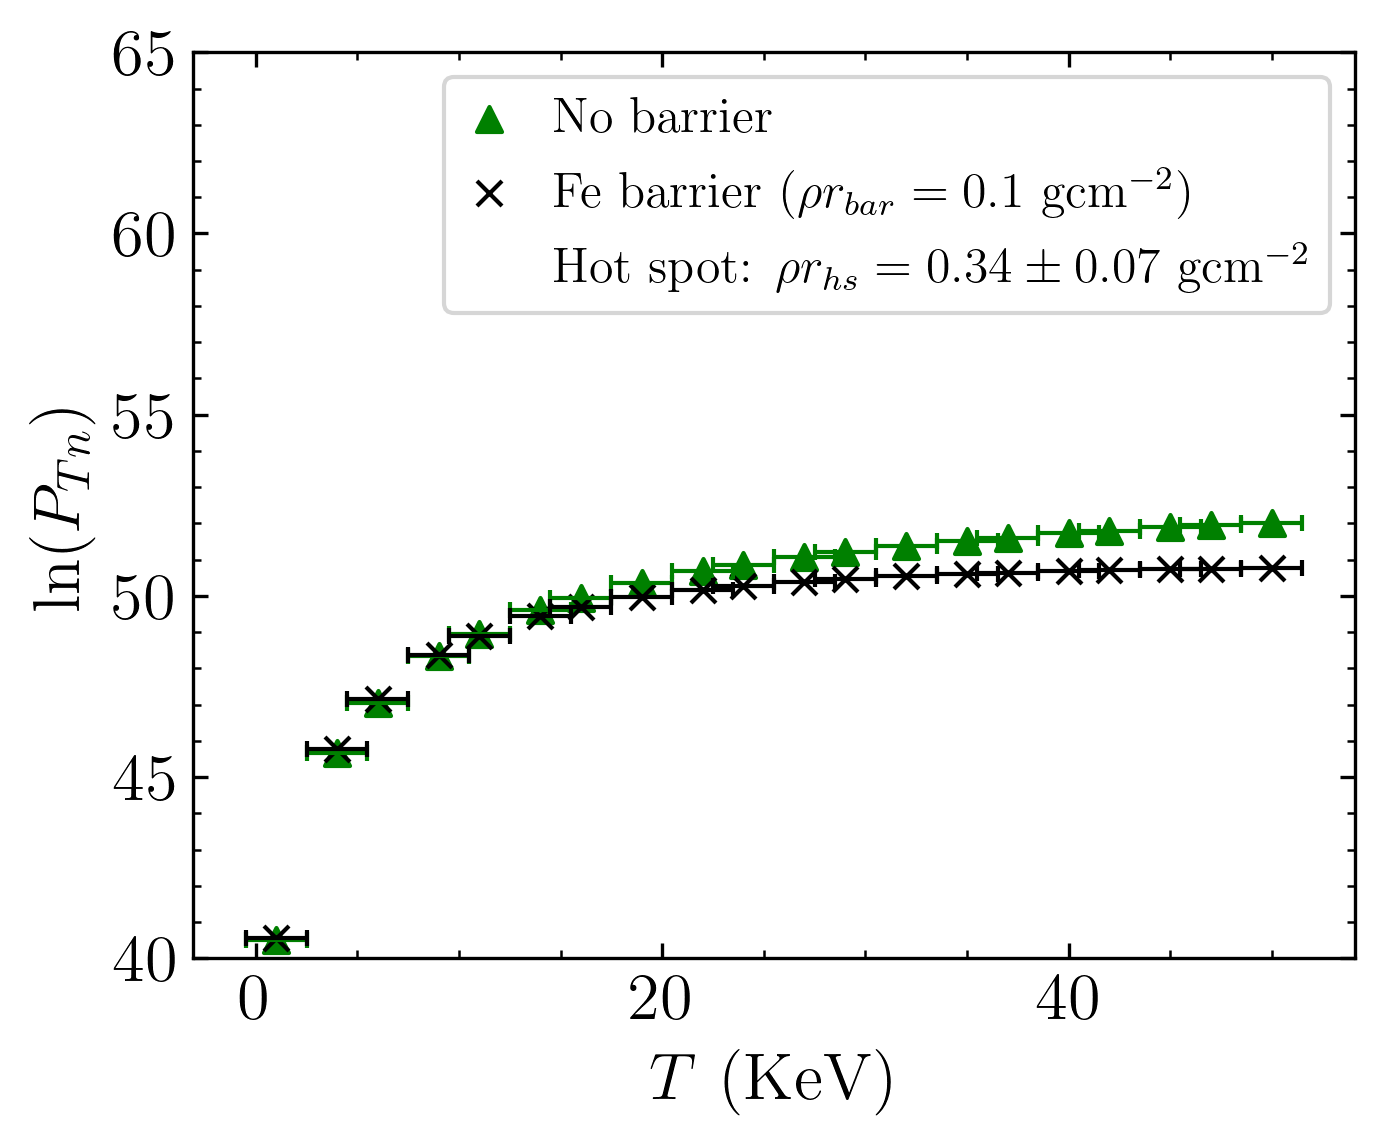 65
60
55
50
45
40
ln(P_{Tn})
No barrier
Fe barrier (ρr_{bar} = 0.1 gcm⁻²)
Hot spot: ρr_{hs} = 0.34 ± 0.07 gcm⁻²
0 20 40
T (KeV)